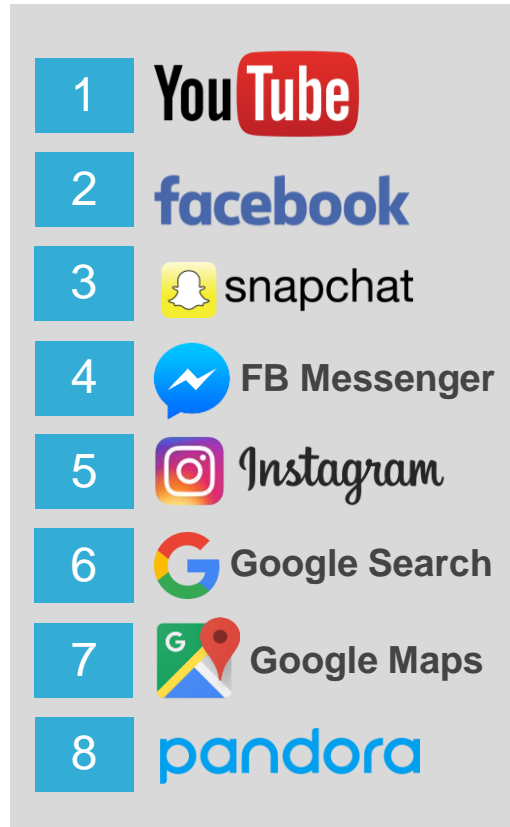 1 YouTube
2 facebook
3 snapchat
4 FB Messenger
5 Instagram
6 G Google Search
7 G Google Maps
8 pandora